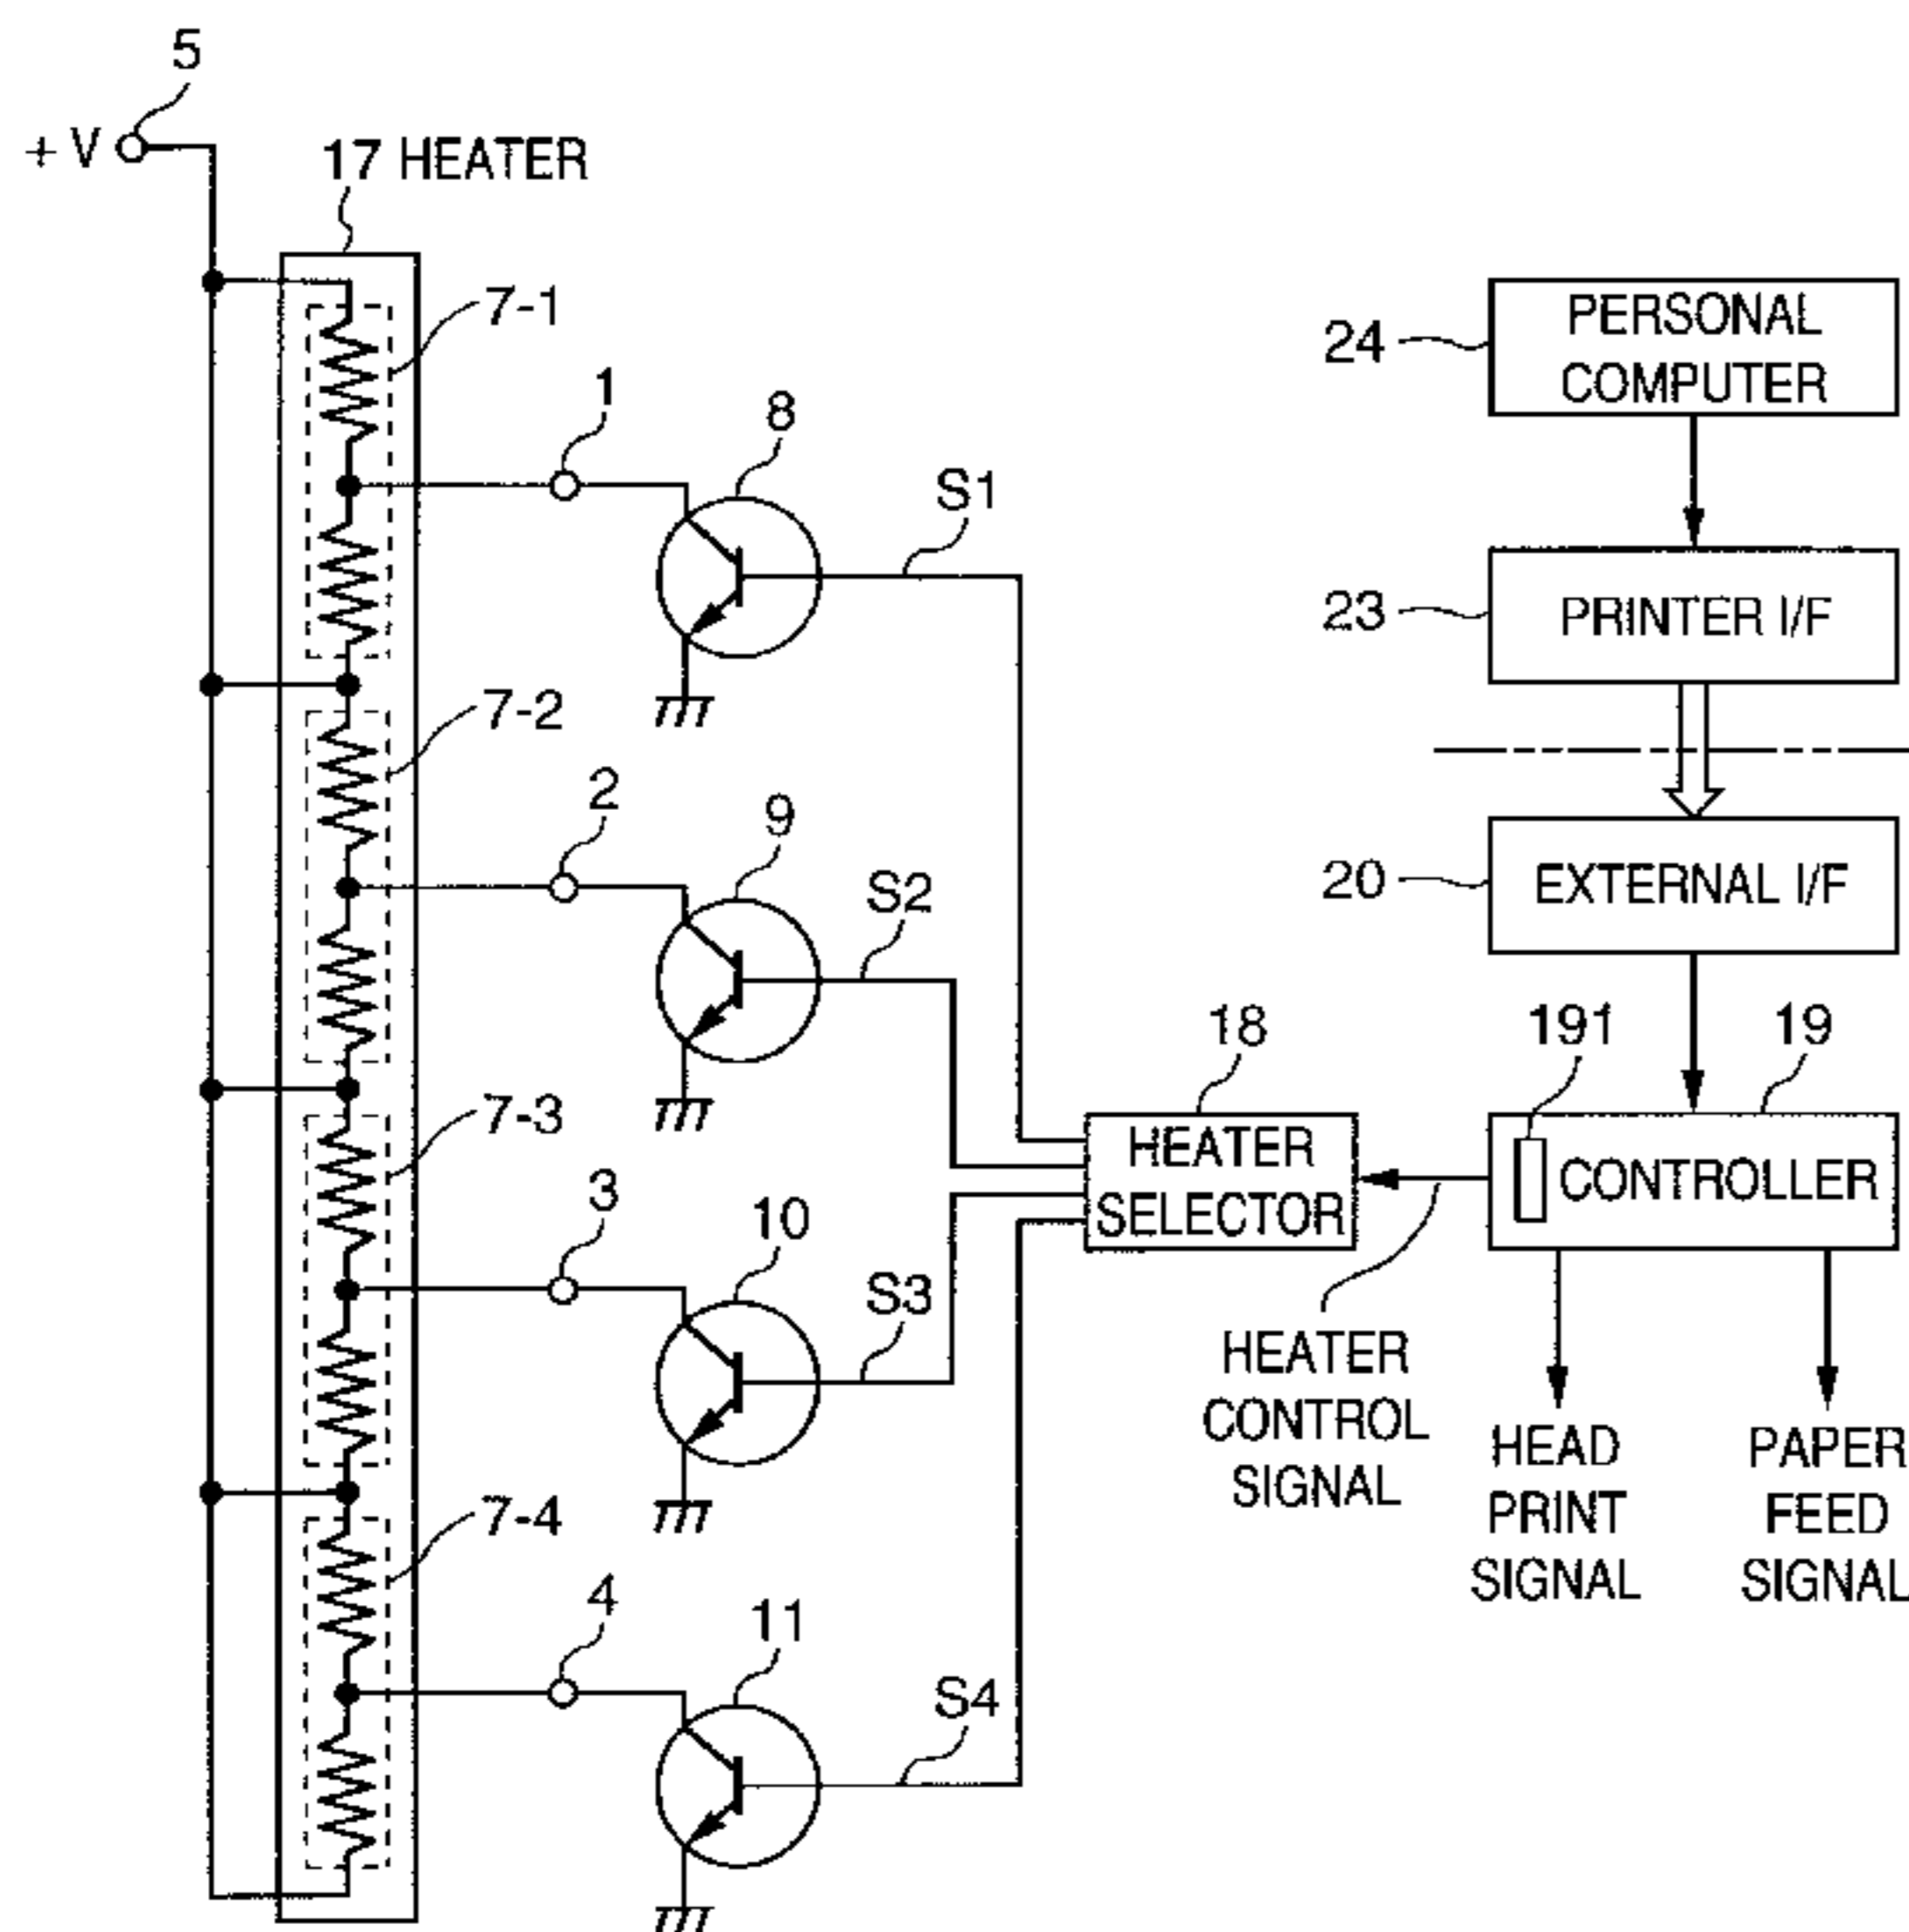 5
+ V
17 HEATER
7-1
1
8
S1
24
PERSONAL
COMPUTER
23
PRINTER I/F
7-2
2
9
S2
20
EXTERNAL I/F
18
191
19
7-3
HEATER
SELECTOR
CONTROLLER
3
10
S3
HEATER
CONTROL
SIGNAL
HEAD
PRINT
SIGNAL
PAPER
FEED
SIGNAL
7-4
4
11
S4